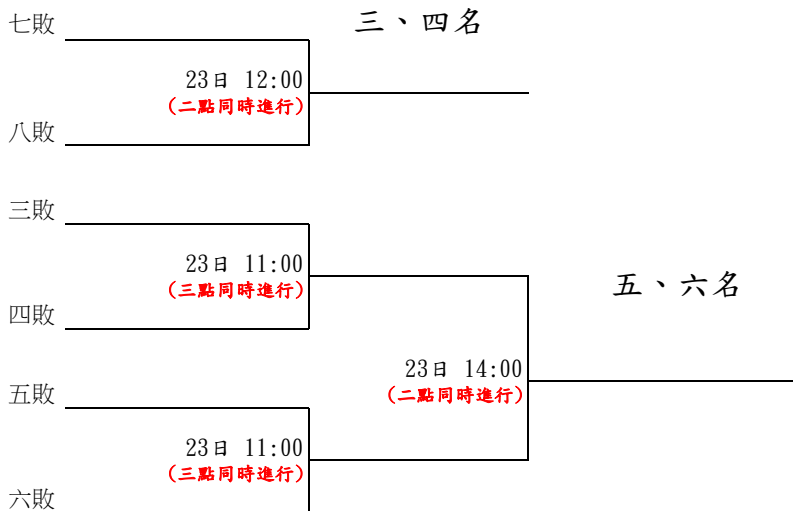 七敗
三、四名
23日 12:00
(二點同時進行)
八敗
三敗
23日 11:00
(三點同時進行)
五、六名
四敗
23日 14:00
(二點同時進行)
五敗
23日 11:00
(三點同時進行)
六敗